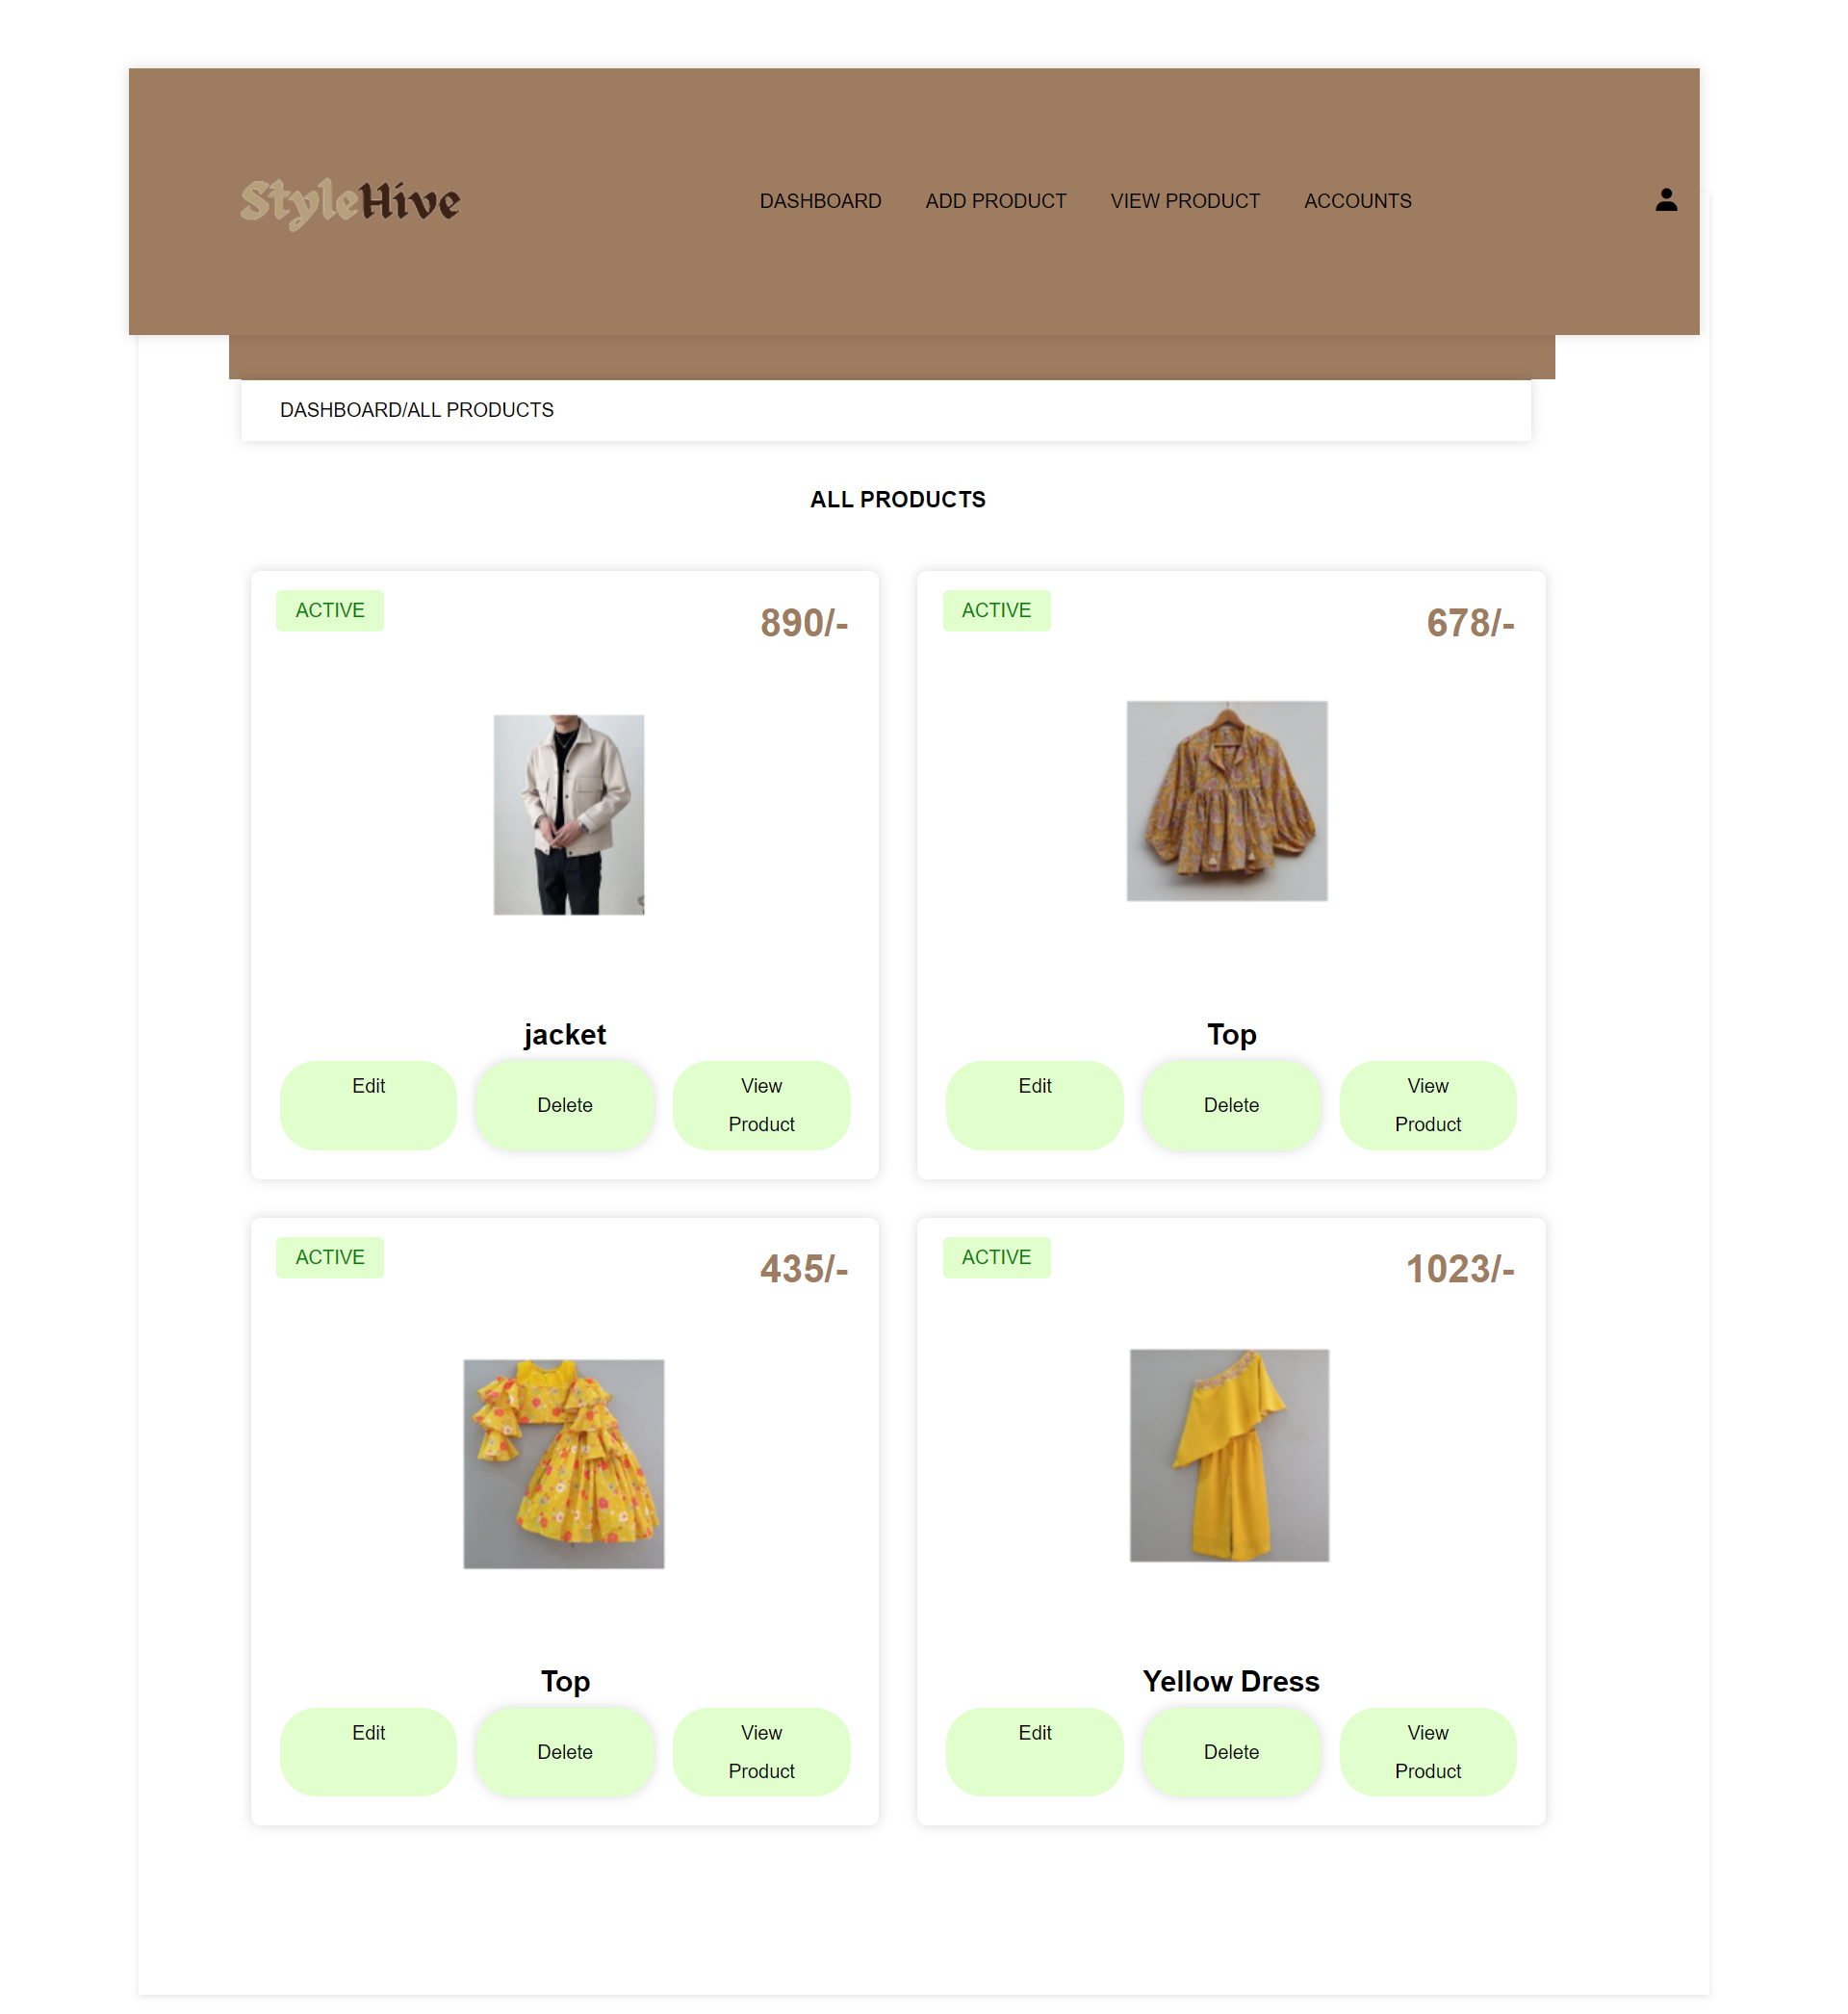 StyleHive
DASHBOARD ADD PRODUCT VIEW PRODUCT ACCOUNTS
DASHBOARD/ALL PRODUCTS
ALL PRODUCTS
ACTIVE
890/-
jacket
Edit
Delete
View
Product
ACTIVE
678/-
Top
Edit
Delete
View
Product
ACTIVE
435/-
Top
Edit
Delete
View
Product
ACTIVE
1023/-
Yellow Dress
Edit
Delete
View
Product